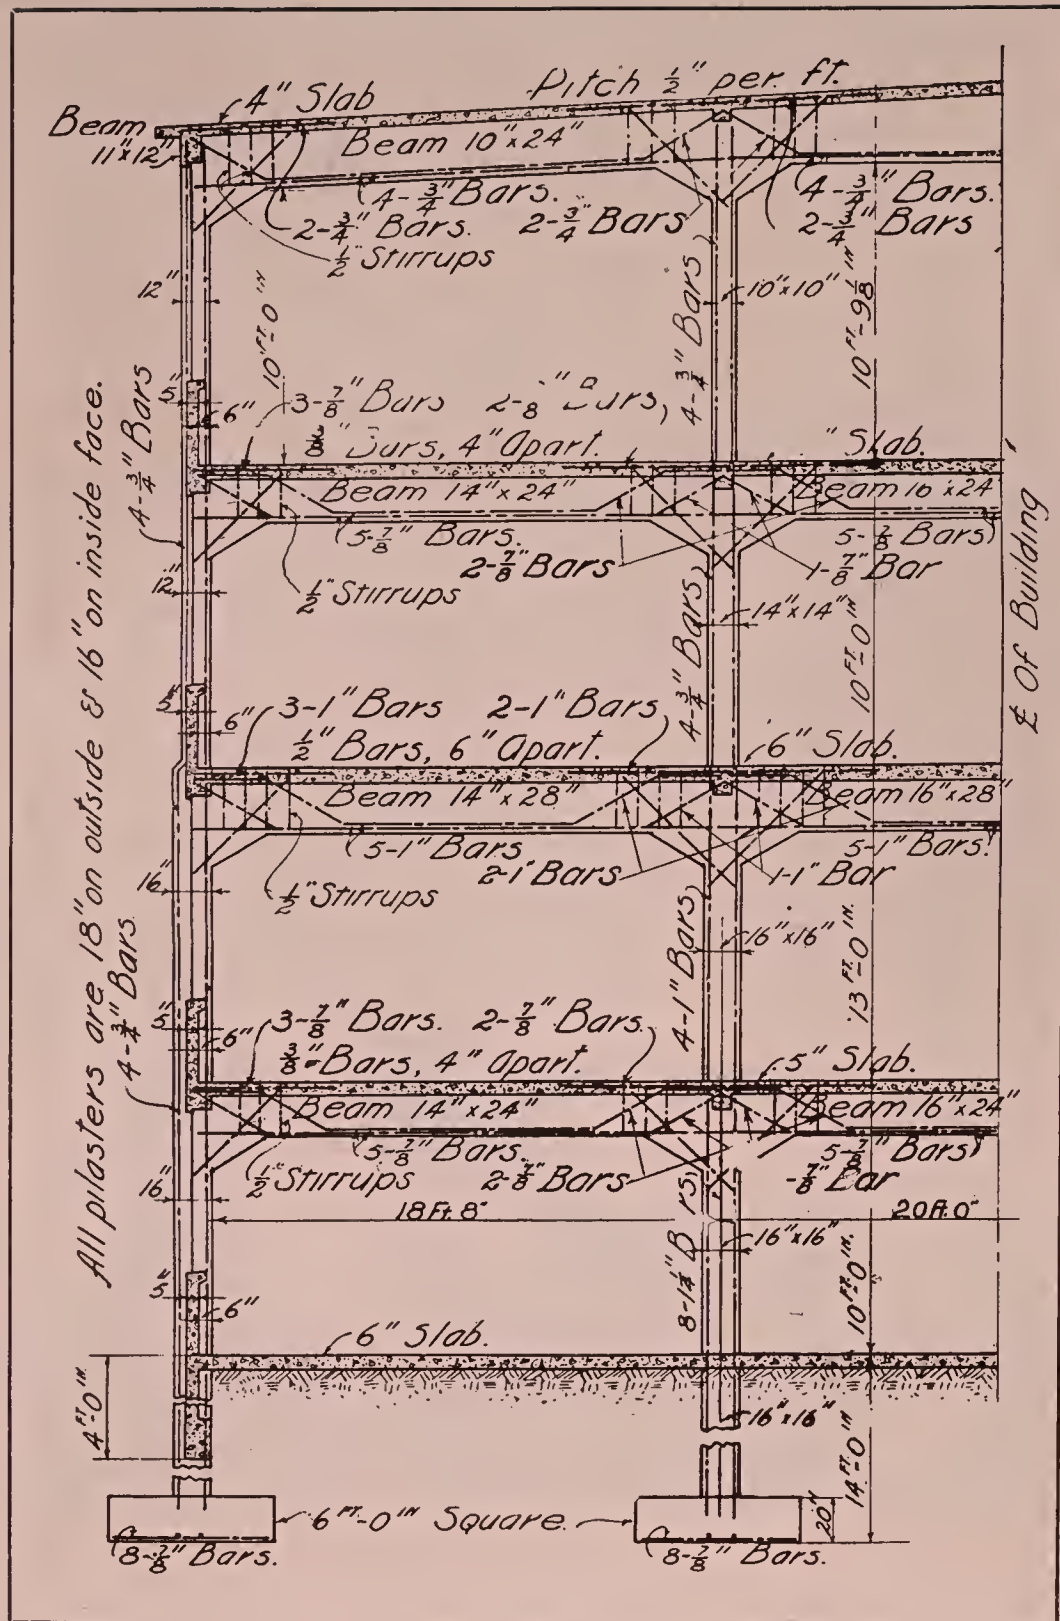 4" Slab
Pitch ½" per. ft.
Beam
11"x12"
Beam 10"x24"
4-¾" Bars.
4-¾" Bars.
2-¾" Bars.
2-¾" Bars
2-¾" Bars
½" Stirrups
12"
10 FT.-0 IN
4-¾" Bars
10"x10"
10 FT.-9⅛ IN
5"
6"
3-⅞" Bars
Bars, 4" Apart.
" Slab.
4-¾" Bars
Beam 14"x24"
Beam 16"x24"
5-⅞" Bars.
5-⅞" Bars
2-⅞" Bars
1-⅞" Bar
12"
½" Stirrups
4-¾" Bars
14"x14"
10 FT.-0 IN
℄ Of Building
All pilasters are 18" on outside & 16" on inside face.
5"
6"
3-1" Bars
2-1" Bars
½" Bars, 6" Apart.
6" Slab.
Beam 14"x28"
Beam 16"x28"
5-1" Bars
5-1" Bars.
2-1" Bars
1-1" Bar
16"
½" Stirrups
4-¾" Bars.
4-1" Bars
16"x16"
13 FT.-0 IN.
5"
6"
3-⅞" Bars.
2-⅞" Bars.
⅜" Bars, 4" Apart.
5" Slab.
Beam 14"x24"
Beam 16"x24"
5-⅞" Bars.
5-⅞" Bars
2-⅞" Bars
-⅞" Bar
16"
½" Stirrups
18 Ft. 8"
20 Ft. 0"
16"x16"
10 FT.-0 IN.
5"
6"
6" Slab.
4 FT.-0 IN.
16"x16"
14 FT.-0 IN
6 FT.-0 IN Square.
20"
8-⅞" Bars.
8-⅞" Bars.